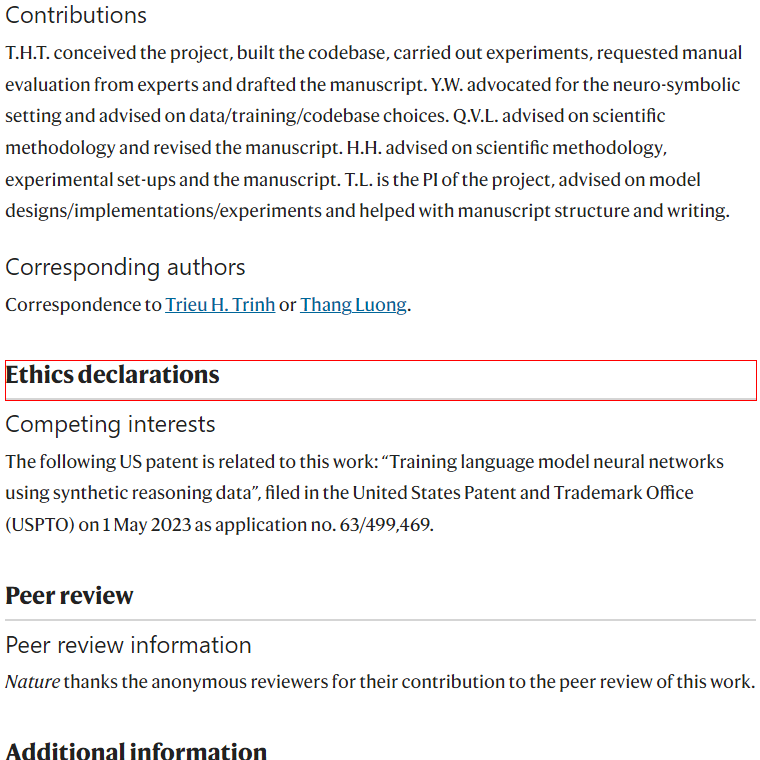 Contributions
T.H.T. conceived the project, built the codebase, carried out experiments, requested manual
evaluation from experts and drafted the manuscript. Y.W. advocated for the neuro-symbolic
setting and advised on data/training/codebase choices. Q.V.L. advised on scientific
methodology and revised the manuscript. H.H. advised on scientific methodology,
experimental set-ups and the manuscript. T.L. is the PI of the project, advised on model
designs/implementations/experiments and helped with manuscript structure and writing.
Corresponding authors
Correspondence to Trieu H. Trinh or Thang Luong.
Ethics declarations
Competing interests
The following US patent is related to this work: “Training language model neural networks
using synthetic reasoning data”, filed in the United States Patent and Trademark Office
(USPTO) on 1 May 2023 as application no. 63/499,469.
Peer review
Peer review information
Nature thanks the anonymous reviewers for their contribution to the peer review of this work.
Additional information